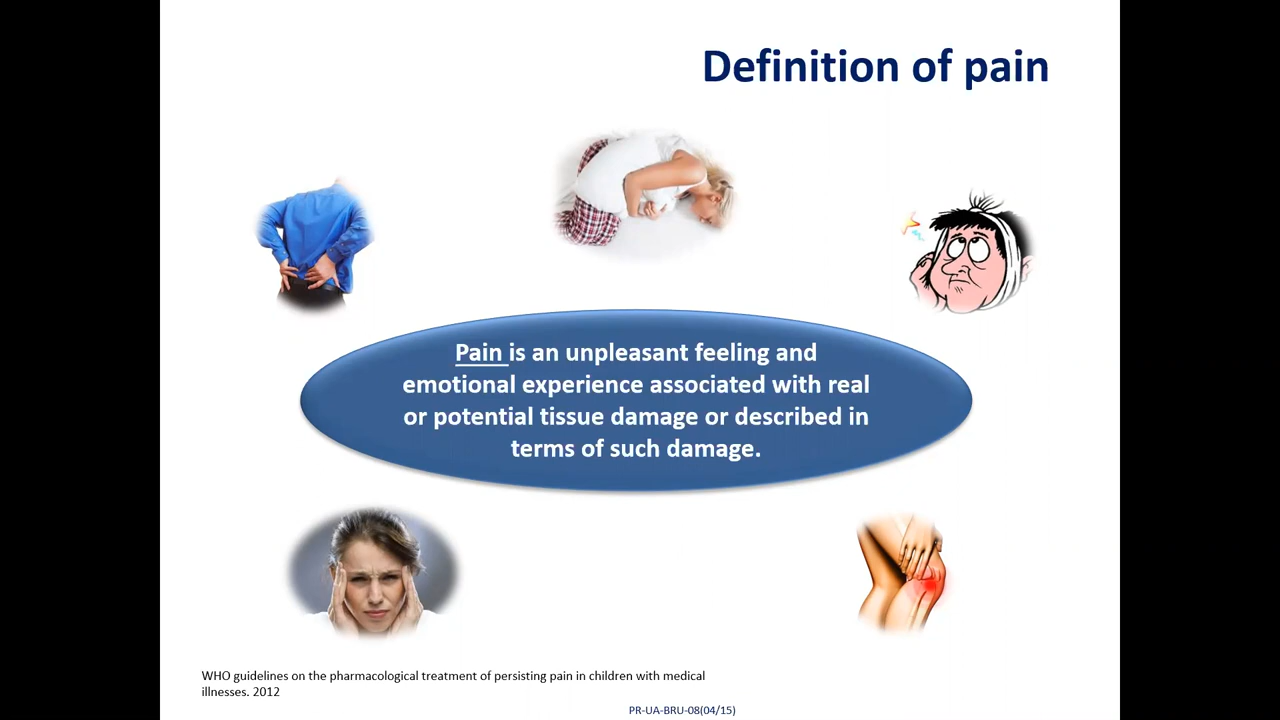 Definition of pain
Pain is an unpleasant feeling and
emotional experience associated with real
or potential tissue damage or described in
terms of such damage.
WHO guidelines on the pharmacological treatment of persisting pain in children with medical
illnesses. 2012
PR-UA-BRU-08(04/15)